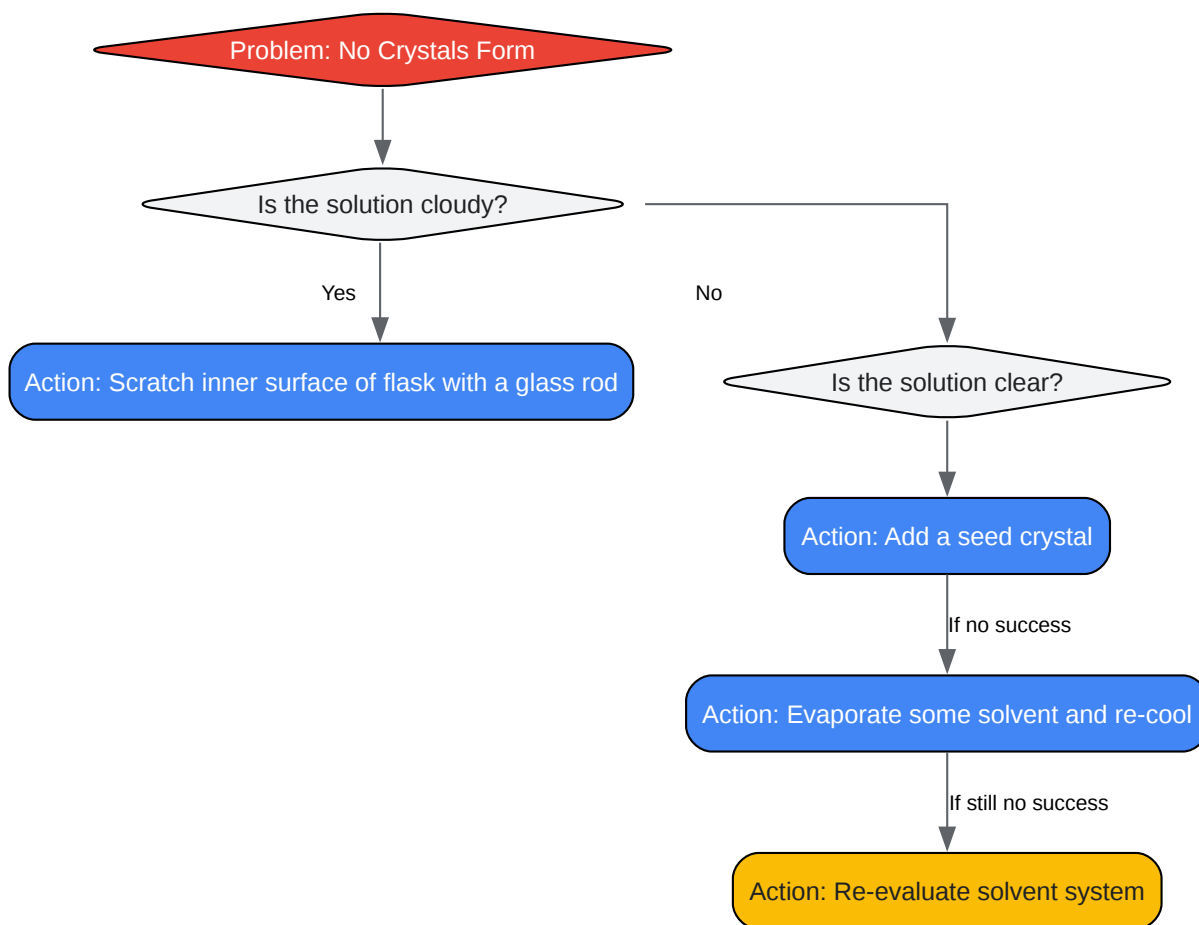 Problem: No Crystals Form
Is the solution cloudy?
Yes
No
Action: Scratch inner surface of flask with a glass rod
Is the solution clear?
Action: Add a seed crystal
If no success
Action: Evaporate some solvent and re-cool
If still no success
Action: Re-evaluate solvent system